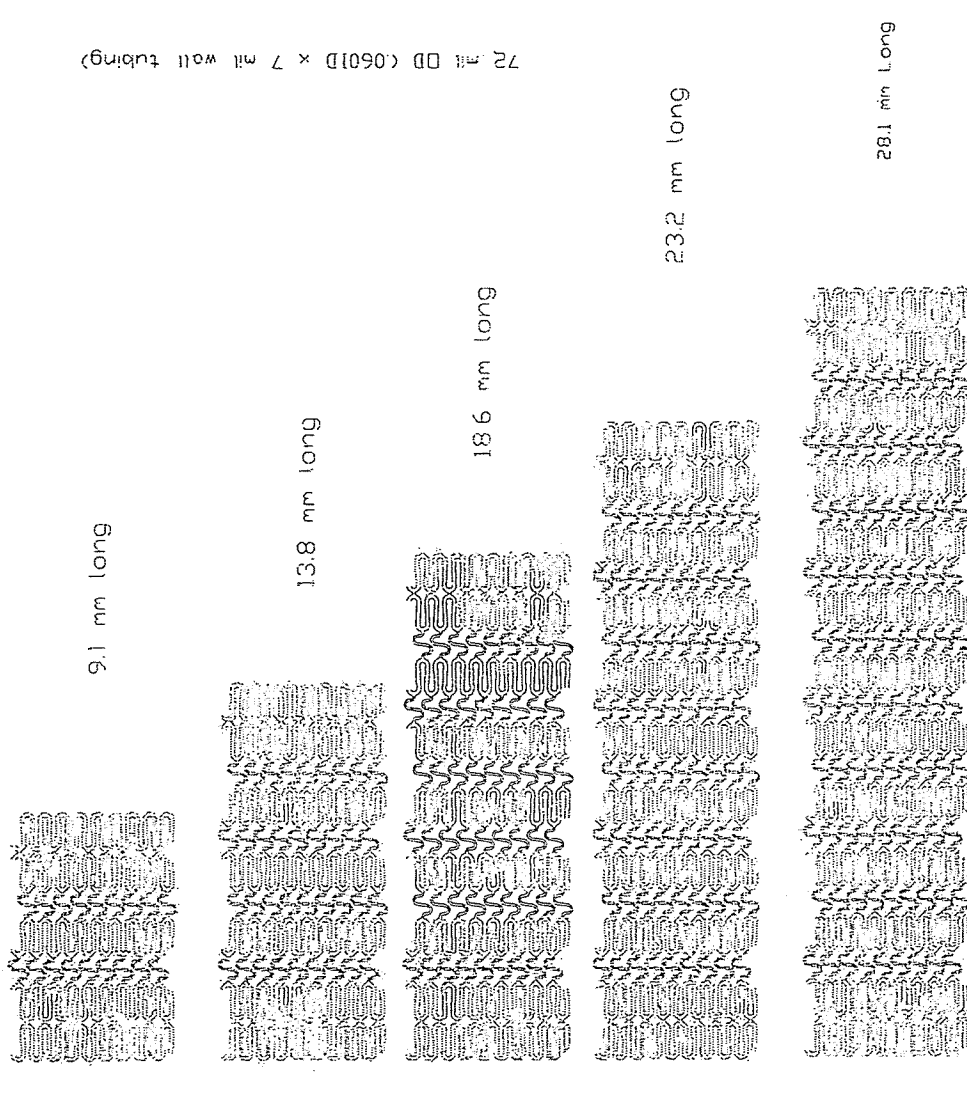 72 mil OD (.060ID x 7 mil wall tubing)
9.1 mm long
13.8 mm long
18.6 mm long
23.2 mm long
28.1 mm Long